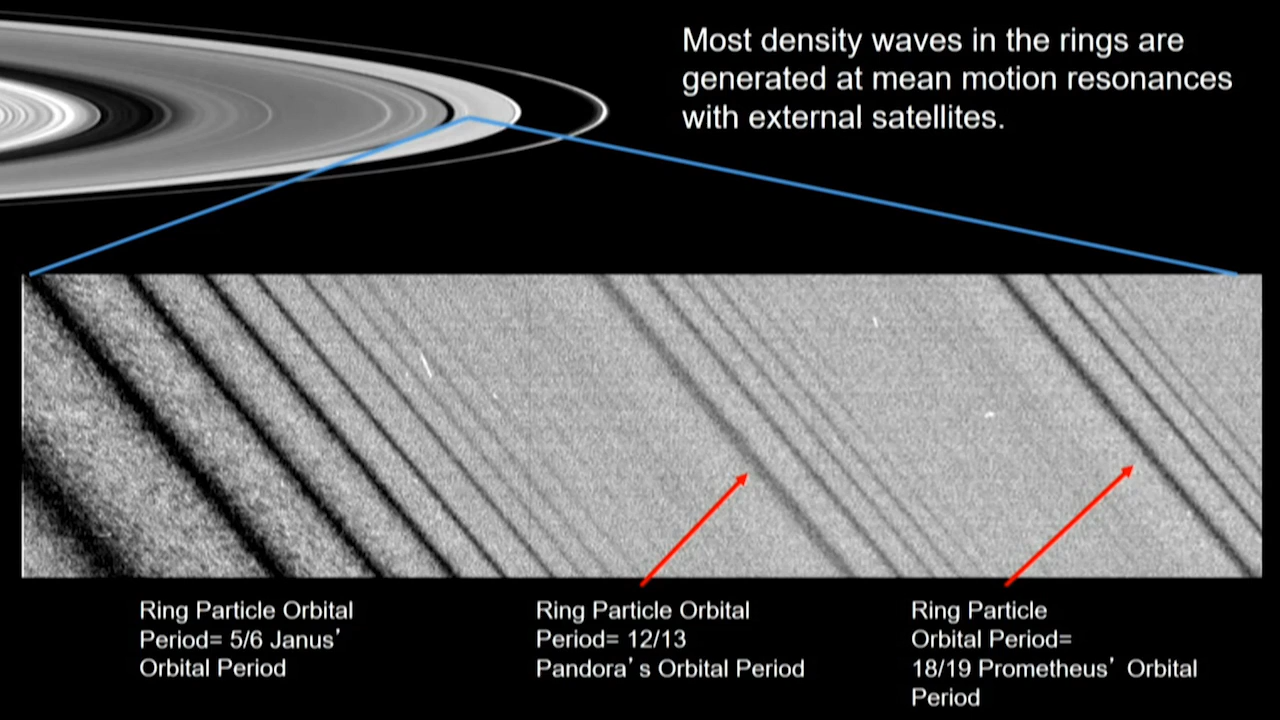 Most density waves in the rings are
generated at mean motion resonances
with external satellites.
Ring Particle Orbital
Period= 5/6 Janus’
Orbital Period
Ring Particle Orbital
Period= 12/13
Pandora’s Orbital Period
Ring Particle
Orbital Period=
18/19 Prometheus’ Orbital
Period